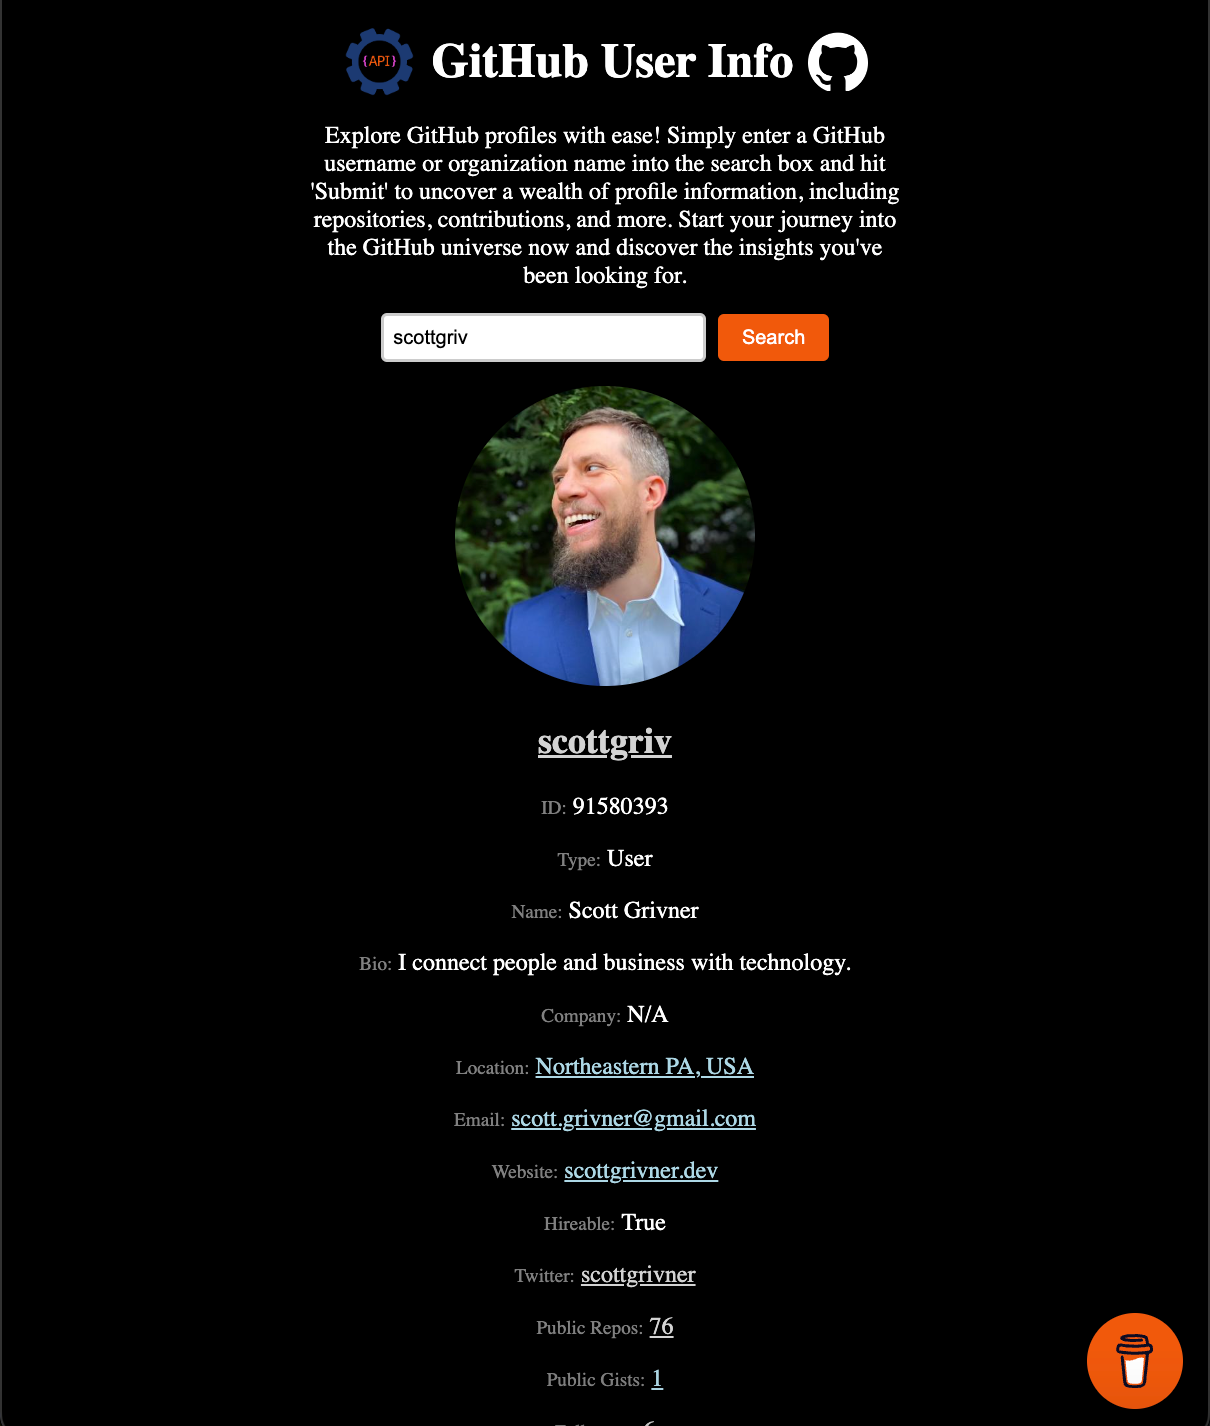 {API} GitHub User Info
Explore GitHub profiles with ease! Simply enter a GitHub
username or organization name into the search box and hit
'Submit' to uncover a wealth of profile information, including
repositories, contributions, and more. Start your journey into
the GitHub universe now and discover the insights you've
been looking for.
scottgriv Search
scottgriv
ID: 91580393
Type: User
Name: Scott Grivner
Bio: I connect people and business with technology.
Company: N/A
Location: Northeastern PA, USA
Email: scott.grivner@gmail.com
Website: scottgrivner.dev
Hireable: True
Twitter: scottgrivner
Public Repos: 76
Public Gists: 1